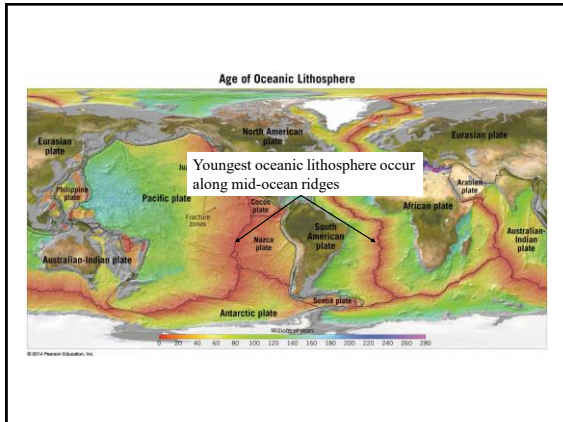 Age of Oceanic Lithosphere
Eurasian
plate
North American
plate
Eurasian plate
Ju
Youngest oceanic lithosphere occur
along mid-ocean ridges
Philippine
plate
Pacific plate
Cocos
plate
Arabian
plate
African plate
Fracture
zones
Nazca
plate
South
American
plate
Australian-Indian plate
Australian-
Indian
plate
Scotia plate
Antarctic plate
Millions of years
0 20 40 60 80 100 120 140 160 180 200 220 240 260 280
©2014 Pearson Education, Inc.